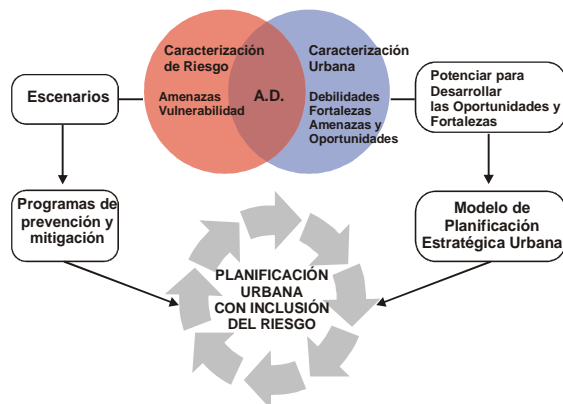 Caracterización
de Riesgo
Amenazas
Vulnerabilidad
A.D.
Caracterización
Urbana
Debilidades
Fortalezas
Amenazas y
Oportunidades
Escenarios
Potenciar para
Desarrollar
las Oportunidades y
Fortalezas
Programas de
prevención y
mitigación
Modelo de
Planificación
Estratégica Urbana
PLANIFICACIÓN
URBANA
CON INCLUSIÓN
DEL RIESGO